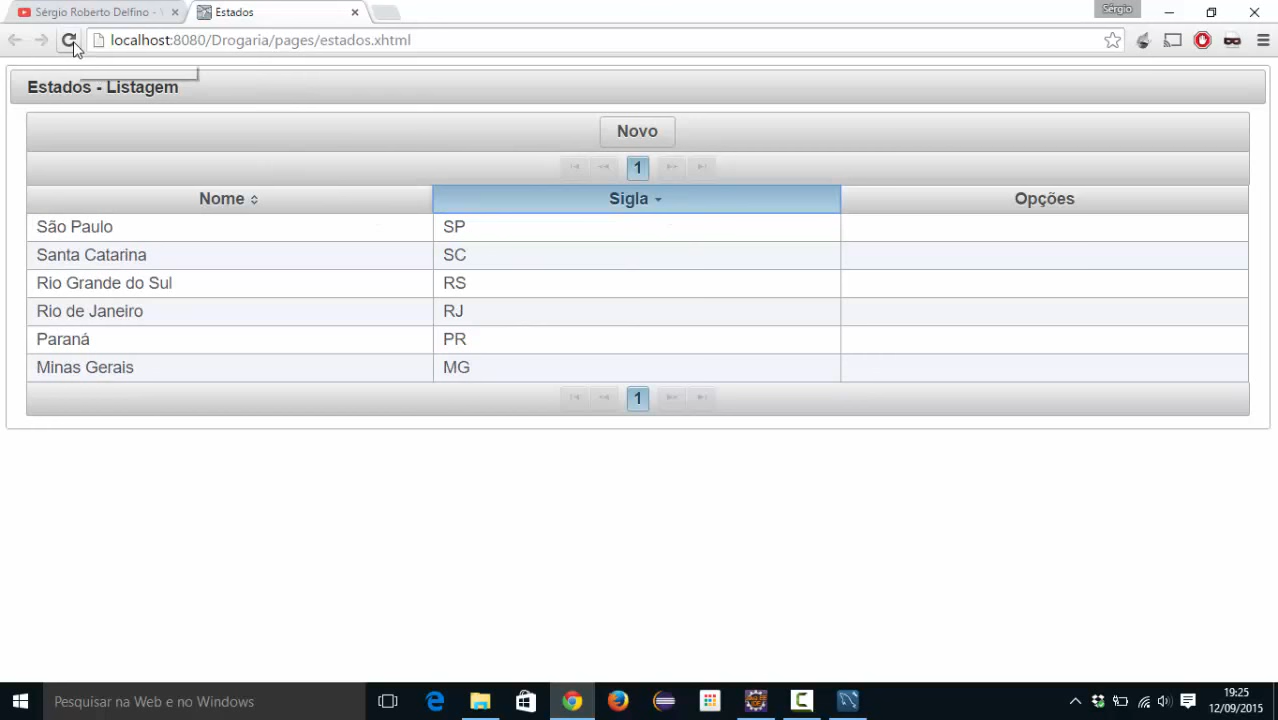 Sérgio Roberto Delfino -
Estados
Sérgio
localhost:8080/Drogaria/pages/estados.xhtml
Estados - Listagem
Novo
1
Nome Sigla Opções
São Paulo SP
Santa Catarina SC
Rio Grande do Sul RS
Rio de Janeiro RJ
Paraná PR
Minas Gerais MG
1
Pesquisar na Web e no Windows
19:25
12/09/2015